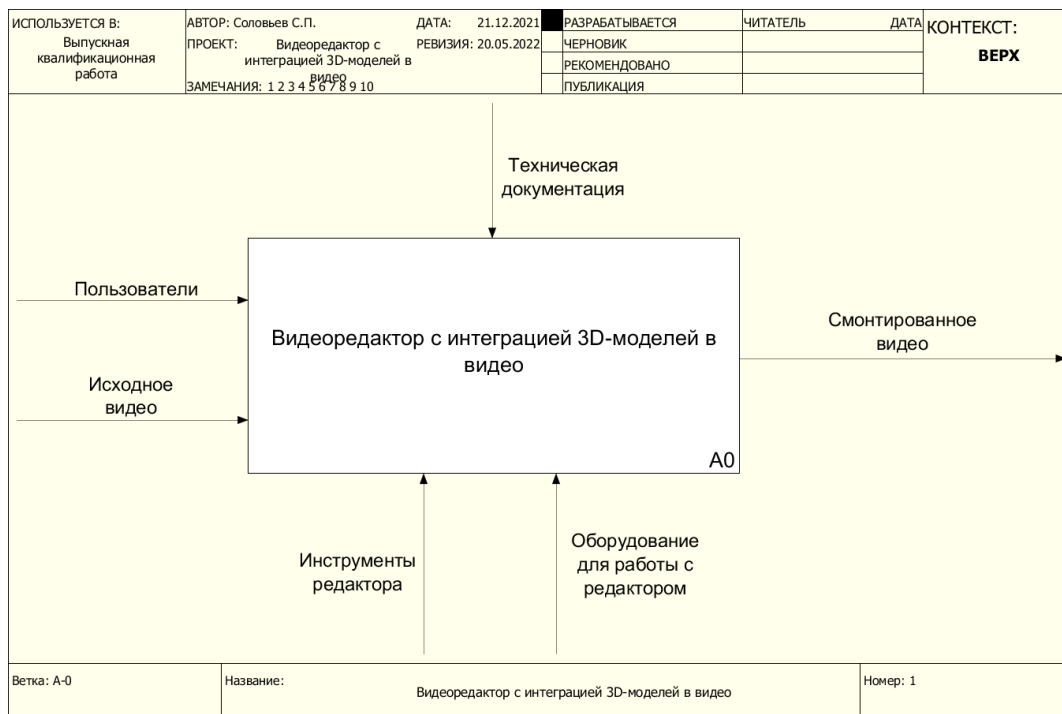 ИСПОЛЬЗУЕТСЯ В:
Выпускная
квалификационная
работа
АВТОР: Соловьев С.П.
ДАТА: 21.12.2021
ПРОЕКТ: Видеоредактор с
интеграцией 3D-моделей в
видео
РЕВИЗИЯ: 20.05.2022
ЗАМЕЧАНИЯ: 1 2 3 4 5 6 7 8 9 10
РАЗРАБАТЫВАЕТСЯ
ЧЕРНОВИК
РЕКОМЕНДОВАНО
ПУБЛИКАЦИЯ
ЧИТАТЕЛЬ
ДАТА
КОНТЕКСТ:
ВЕРХ
Техническая
документация
Пользователи
Исходное
видео
Видеоредактор с интеграцией 3D-моделей в
видео
A0
Смонтированное
видео
Инструменты
редактора
Оборудование
для работы с
редактором
Ветка: A-0
Название:
Видеоредактор с интеграцией 3D-моделей в видео
Номер: 1